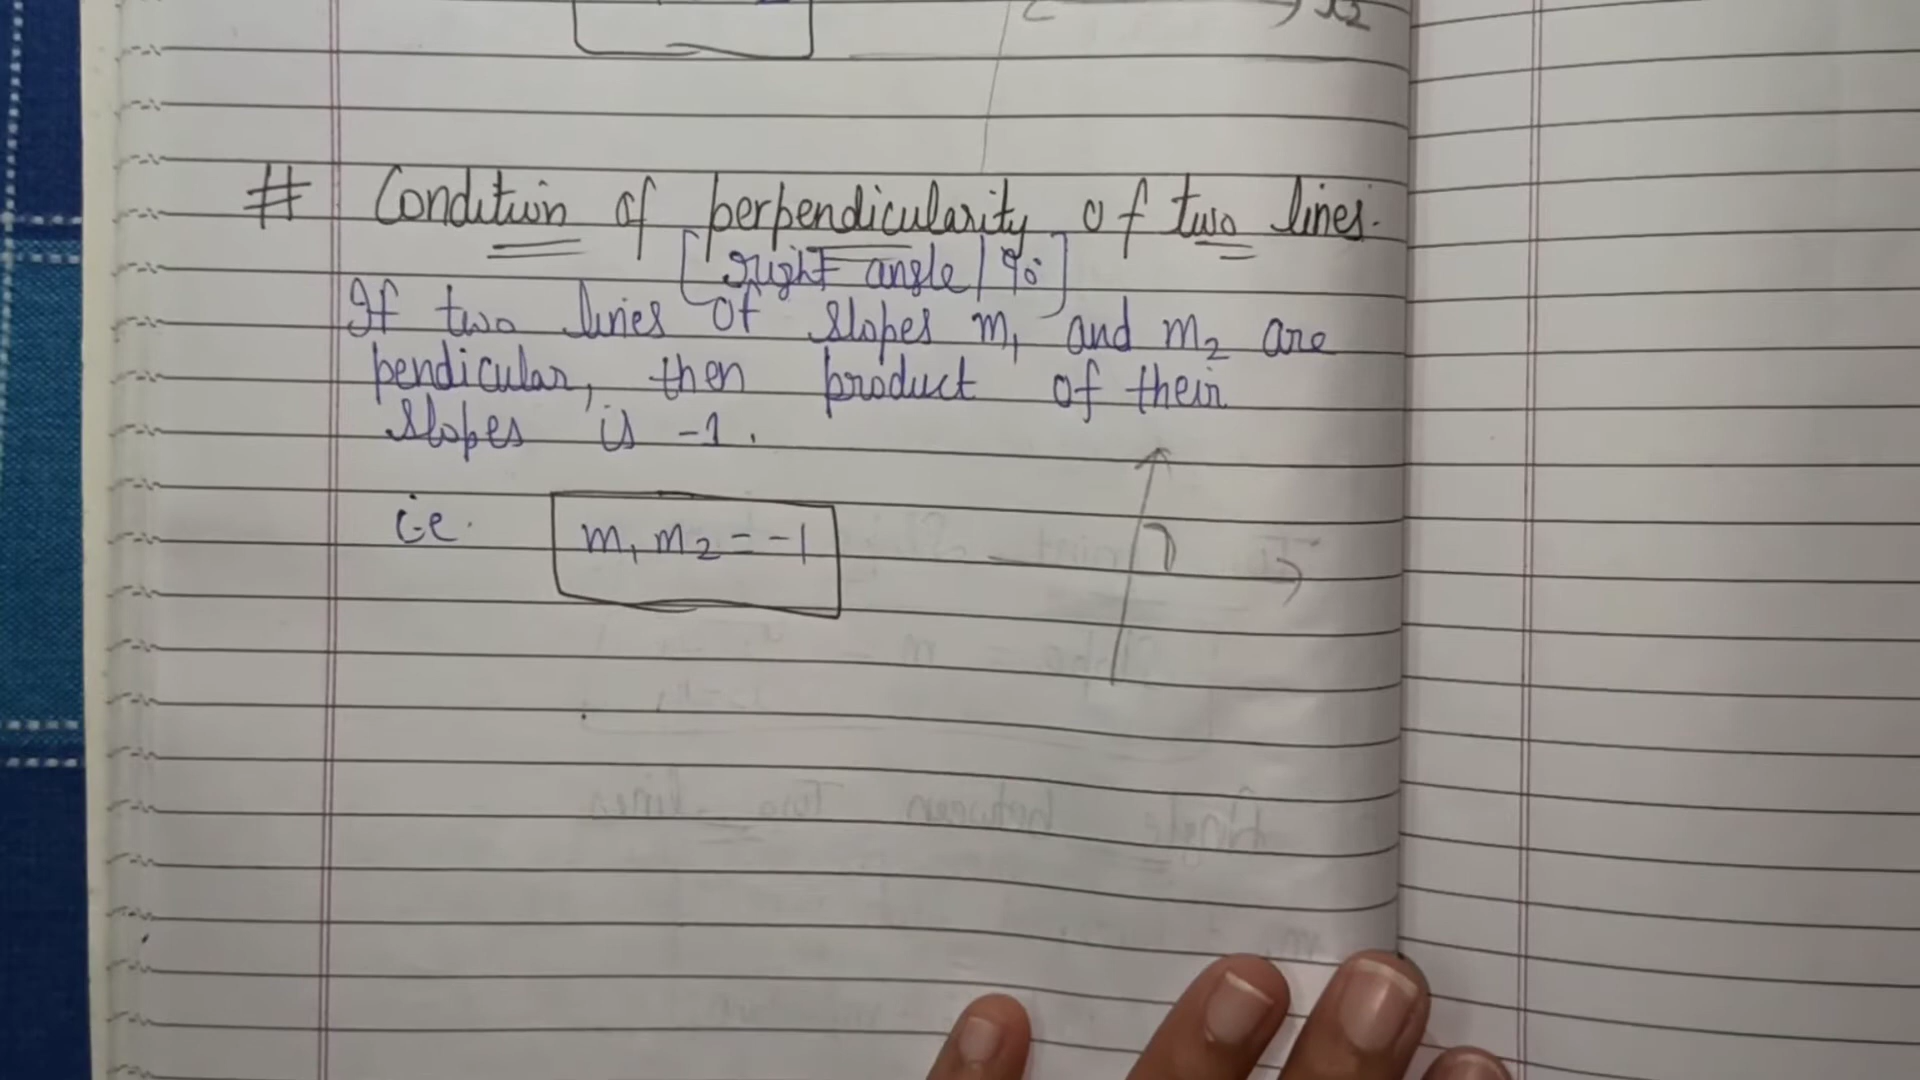 x2
# Condition of perpendicularity of two lines.
[right angle/90°]
If two lines of slopes m1 and m2 are
pendicular, then product of their
slopes is -1.
i.e. m1 m2 = -1